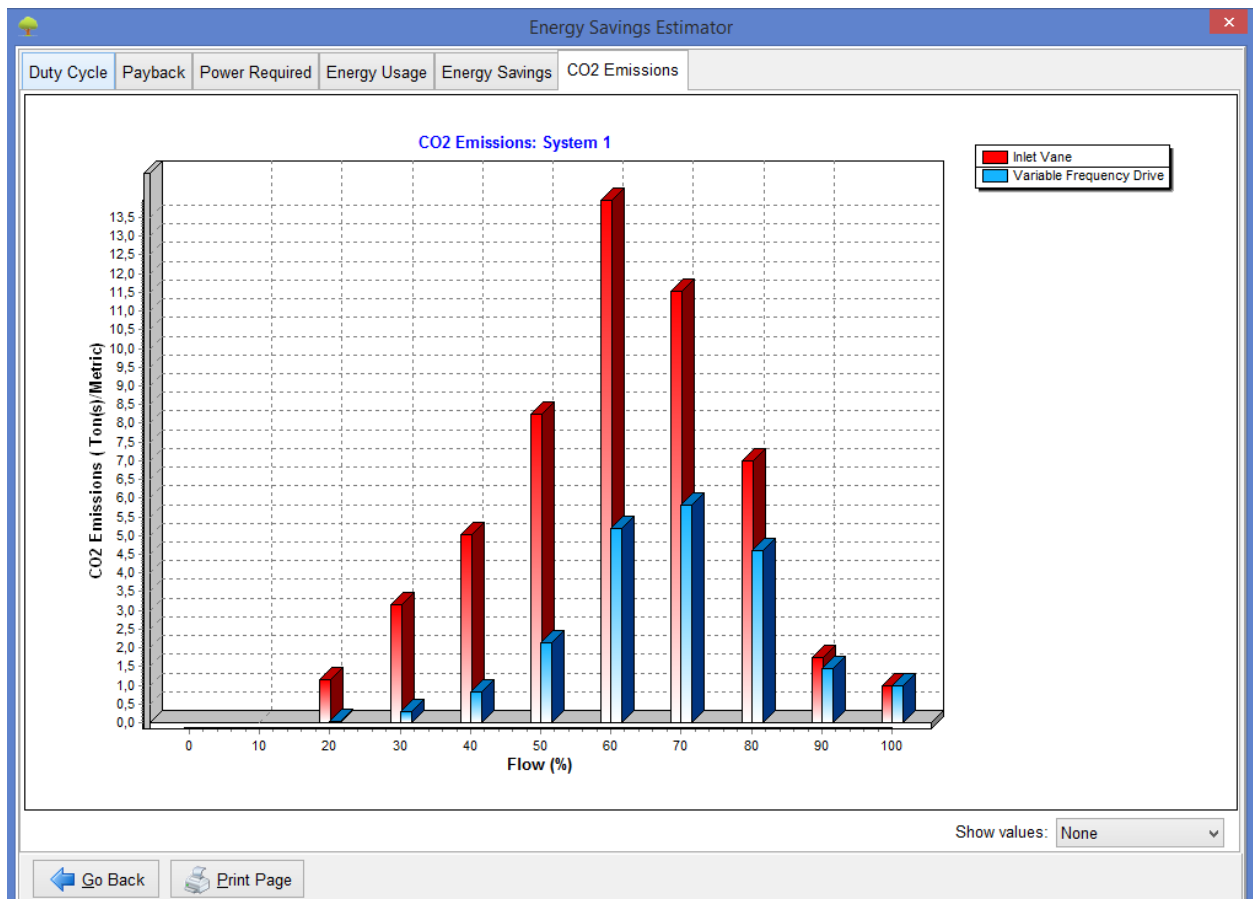 Energy Savings Estimator
Duty Cycle Payback Power Required Energy Usage Energy Savings CO2 Emissions
CO2 Emissions: System 1
Inlet Vane
Variable Frequency Drive
CO2 Emissions ( Ton(s)/Metric)
13,5
13,0
12,5
12,0
11,5
11,0
10,5
10,0
9,5
9,0
8,5
8,0
7,5
7,0
6,5
6,0
5,5
5,0
4,5
4,0
3,5
3,0
2,5
2,0
1,5
1,0
0,5
0,0
0 10 20 30 40 50 60 70 80 90 100
Flow (%)
Show values: None
Go Back Print Page